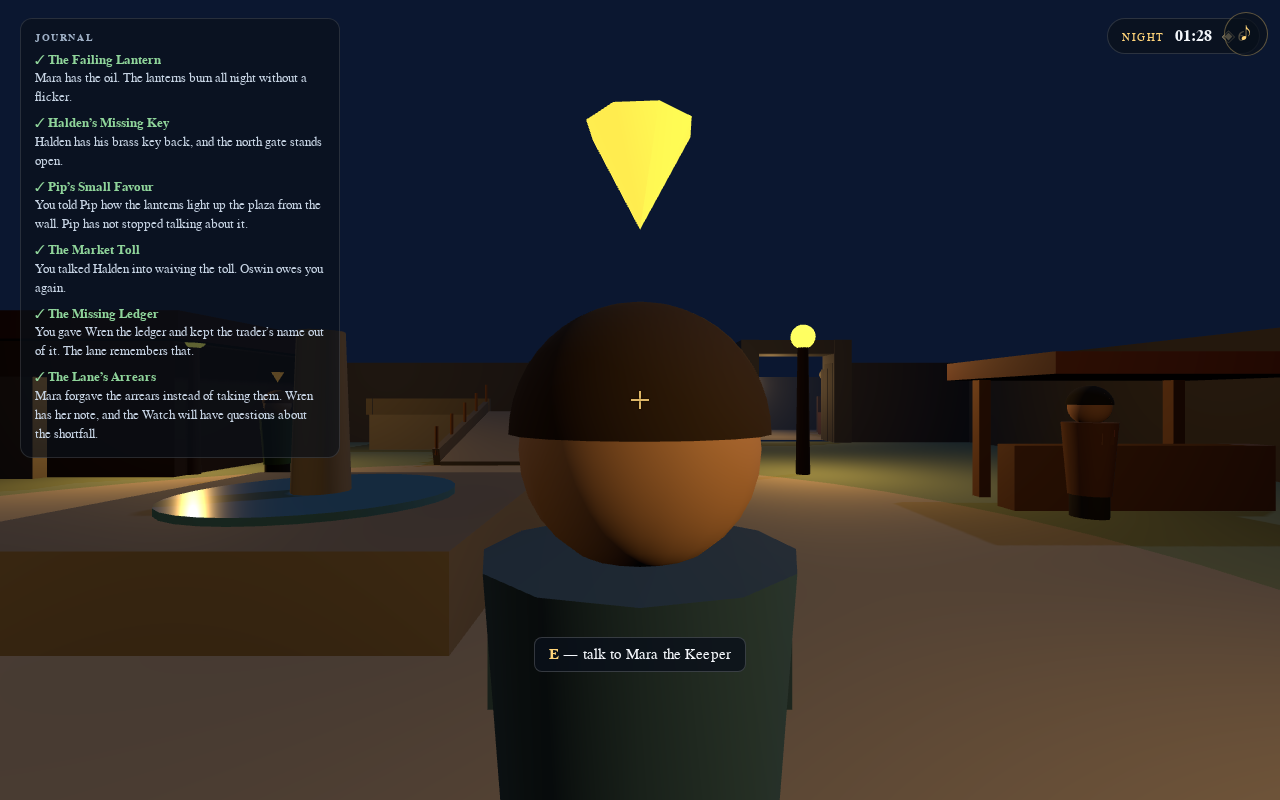 JOURNAL
✓ The Failing Lantern
Mara has the oil. The lanterns burn all night without a
flicker.
✓ Halden’s Missing Key
Halden has his brass key back, and the north gate stands
open.
✓ Pip’s Small Favour
You told Pip how the lanterns light up the plaza from the
wall. Pip has not stopped talking about it.
✓ The Market Toll
You talked Halden into waiving the toll. Oswin owes you
again.
✓ The Missing Ledger
You gave Wren the ledger and kept the trader’s name out
of it. The lane remembers that.
✓ The Lane’s Arrears
Mara forgave the arrears instead of taking them. Wren
has her note, and the Watch will have questions about
the shortfall.
NIGHT 01:28
E — talk to Mara the Keeper